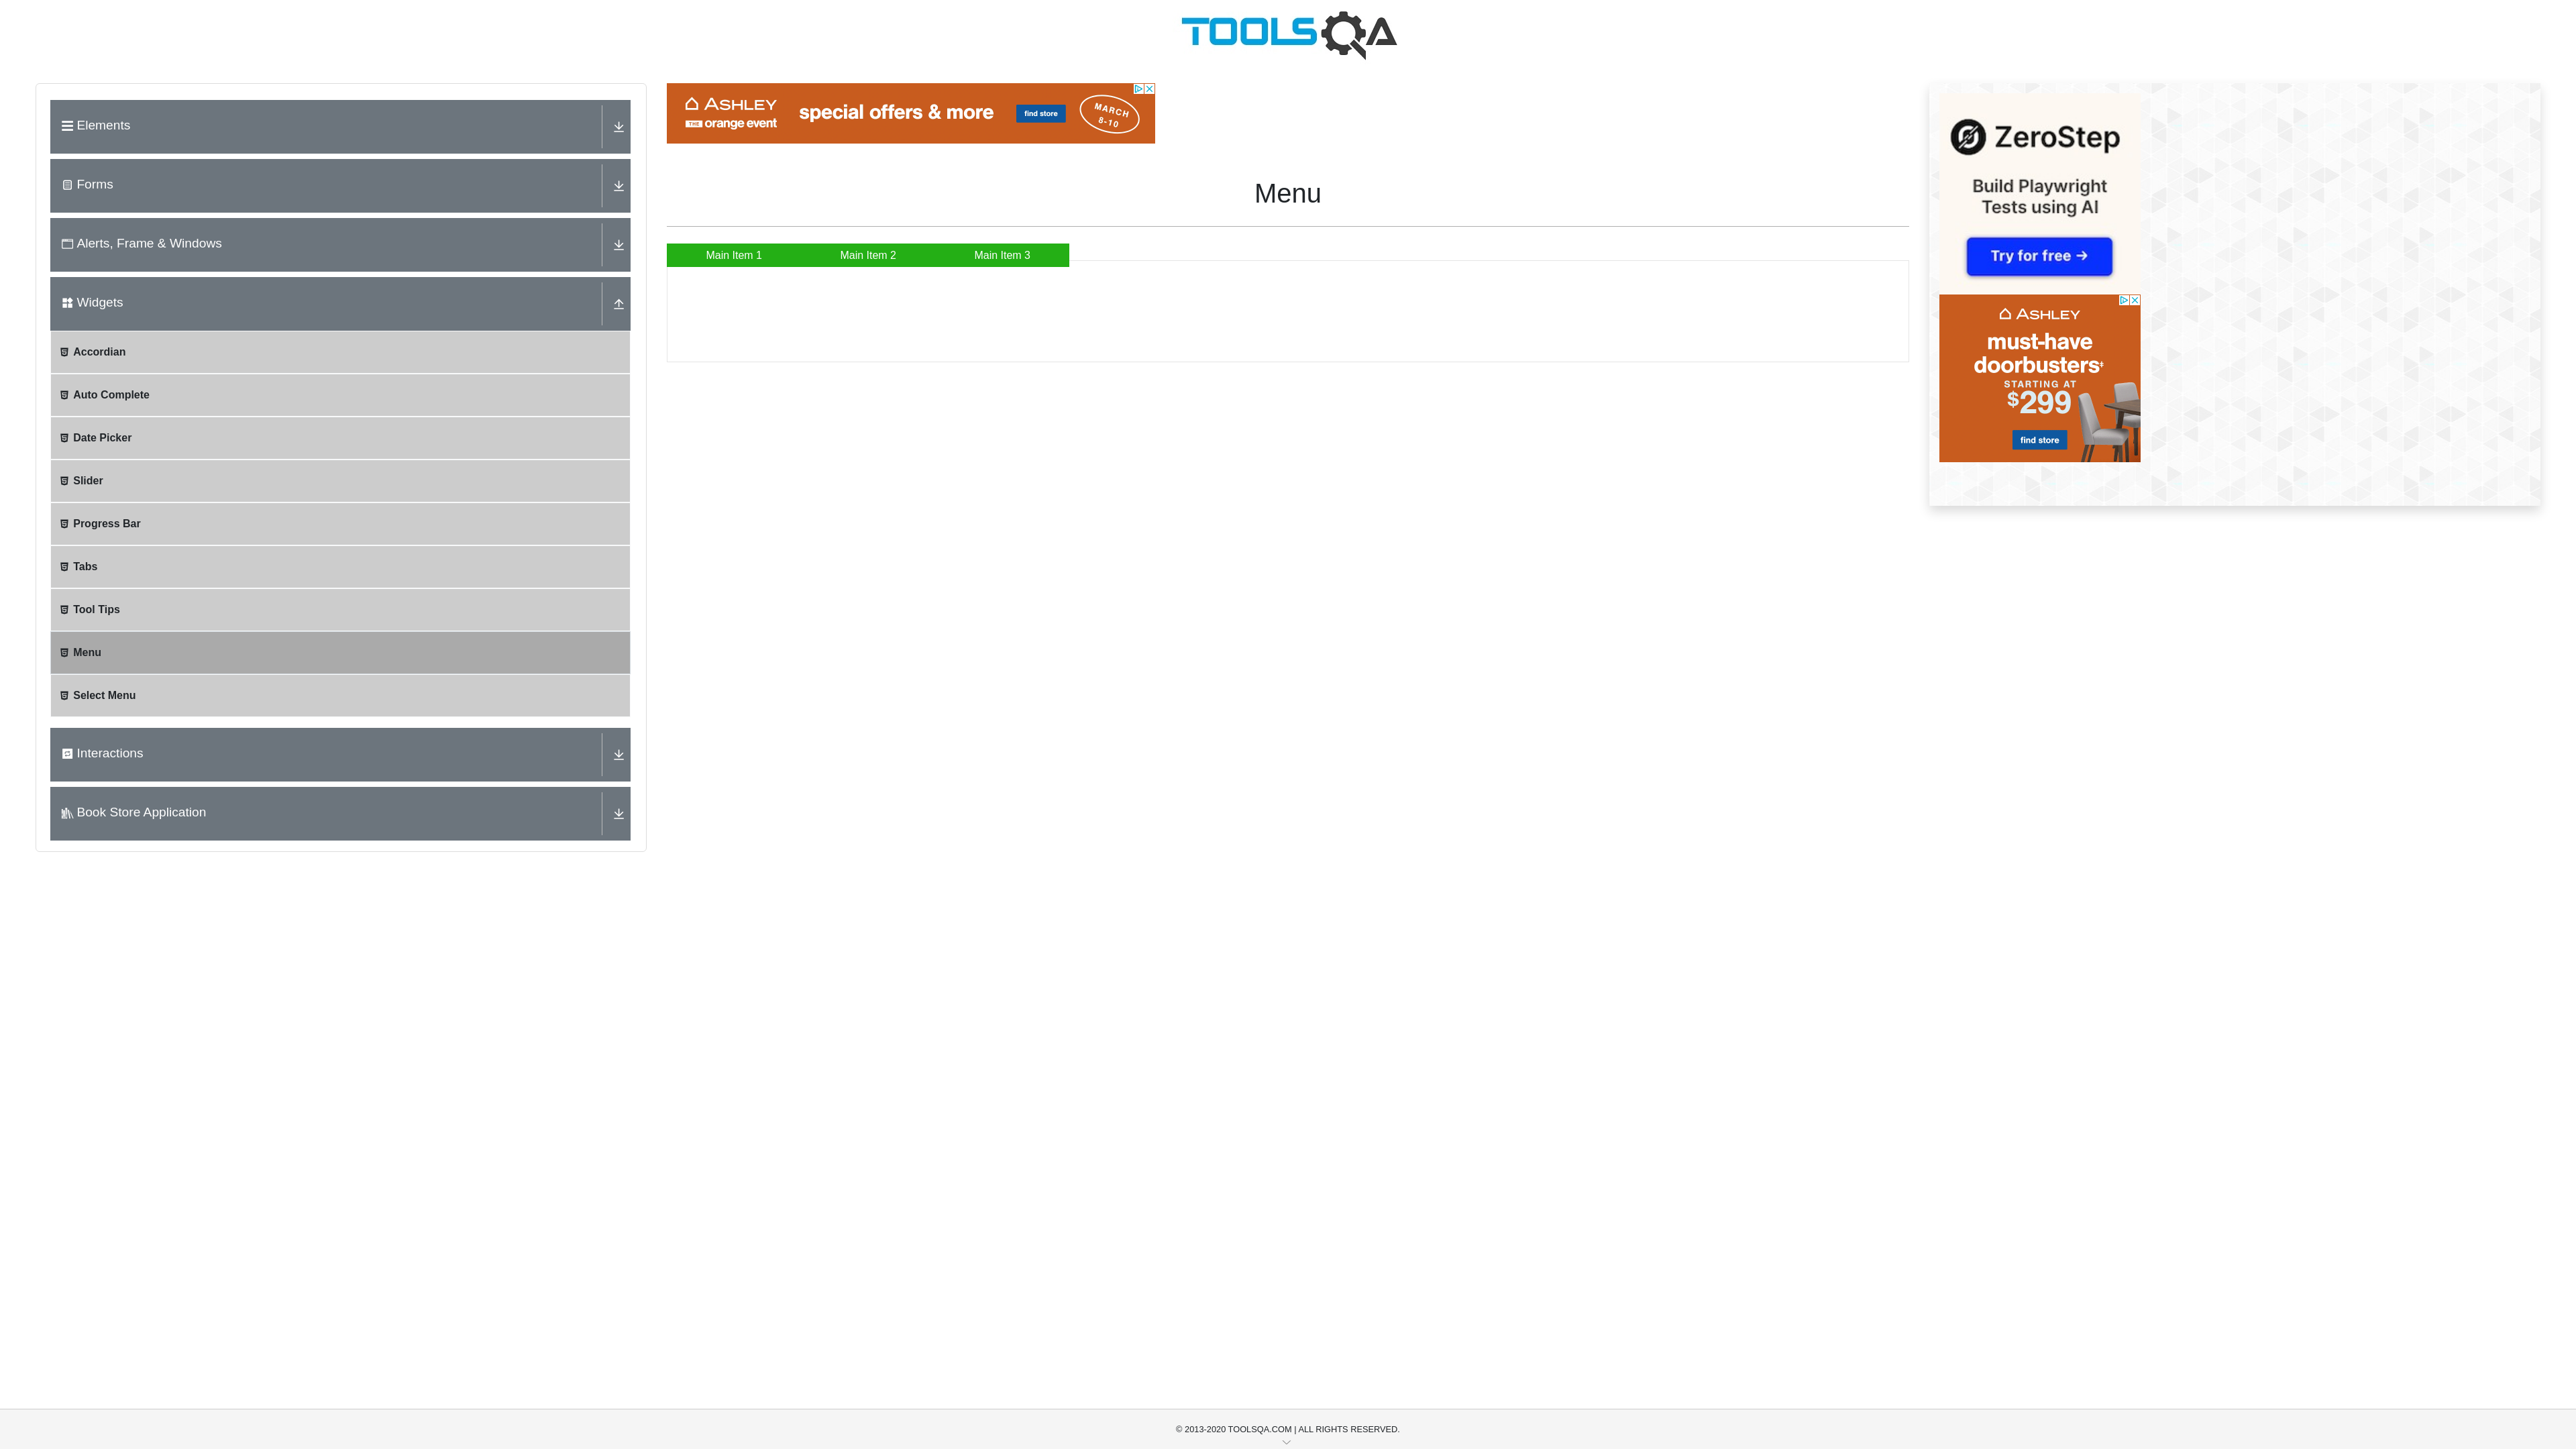 TOOLSQA
Elements
Forms
Alerts, Frame & Windows
Widgets
Accordian
Auto Complete
Date Picker
Slider
Progress Bar
Tabs
Tool Tips
Menu
Select Menu
Interactions
Book Store Application
ASHLEY
THE orange event
special offers & more
find store
MARCH
8-10
Menu
Main Item 1
Main Item 2
Main Item 3
ZeroStep
Build Playwright
Tests using AI
Try for free →
ASHLEY
must-have
doorbusters‡
STARTING AT
$299
find store
© 2013-2020 TOOLSQA.COM | ALL RIGHTS RESERVED.